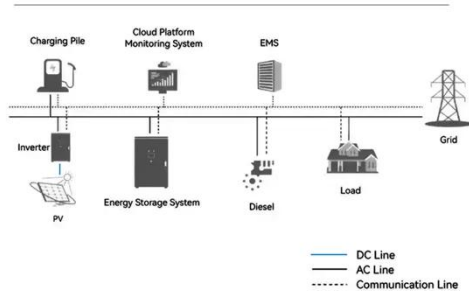 Charging Pile
Cloud Platform
Monitoring System
EMS
Grid
Inverter
PV
Energy Storage System
Diesel
Load
DC Line
AC Line
Communication Line